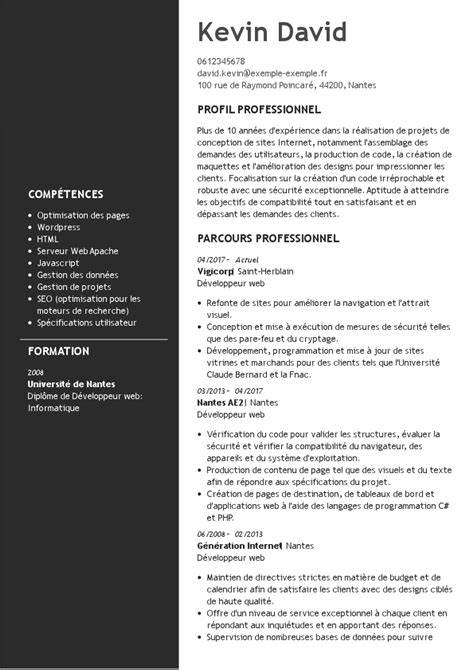 Kevin David
0612345678
david.kevin@exemple-exemple.fr
100 rue de Raymond Poincaré, 44200, Nantes
PROFIL PROFESSIONNEL
Plus de 10 années d'expérience dans la réalisation de projets de
conception de sites Internet, notamment l'assemblage des
demandes des utilisateurs, la production de code, la création de
maquettes et l'amélioration des designs pour impressionner les
clients. Focalisation sur la création d'un code irréprochable et
robuste avec une sécurité exceptionnelle. Aptitude à atteindre
les objectifs de compatibilité tout en satisfaisant et en
dépassant les demandes des clients.
COMPÉTENCES
• Optimisation des pages
• Wordpress
• HTML
• Serveur Web Apache
• Javascript
• Gestion des données
• Gestion de projets
• SEO (optimisation pour les
moteurs de recherche)
• Spécifications utilisateur
FORMATION
2008
Université de Nantes
Diplôme de Développeur web:
Informatique
PARCOURS PROFESSIONNEL
04/2017 - Actuel
Vigicorp| Saint-Herblain
Développeur web
• Refonte de sites pour améliorer la navigation et l'attrait
visuel.
• Conception et mise à exécution de mesures de sécurité telles
que des pare-feu et du cryptage.
• Développement, programmation et mise à jour de sites
vitrines et marchands pour des clients tels que l'Université
Claude Bernard et la Fnac.
03/2013 - 04/2017
Nantes AE2| Nantes
Développeur web
• Vérification du code pour valider les structures, évaluer la
sécurité et vérifier la compatibilité du navigateur, des
appareils et du système d'exploitation.
• Production de contenu de page tel que des visuels et du texte
afin de répondre aux spécifications du projet.
• Création de pages de destination, de tableaux de bord et
d'applications web à l'aide des langages de programmation C#
et PHP.
06/2008 - 02/2013
Génération Internet| Nantes
Développeur web
• Maintien de directives strictes en matière de budget et de
calendrier afin de satisfaire les clients avec des designs ciblés
de haute qualité.
• Offre d'un niveau de service exceptionnel à chaque client en
répondant aux inquiétudes et en apportant des réponses.
• Supervision de nombreuses bases de données pour suivre